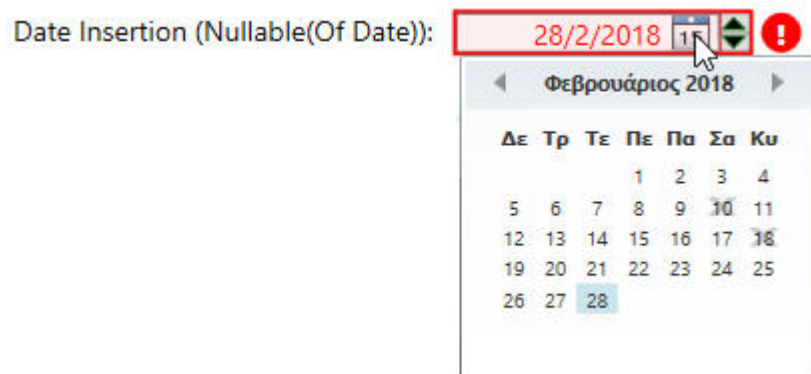 Date Insertion (Nullable(Of Date)): 28/2/2018 15
Φεβρουάριος 2018
Δε Τρ Τε Πε Πα Σα Κυ
1 2 3 4
5 6 7 8 9 10 11
12 13 14 15 16 17 18
19 20 21 22 23 24 25
26 27 28